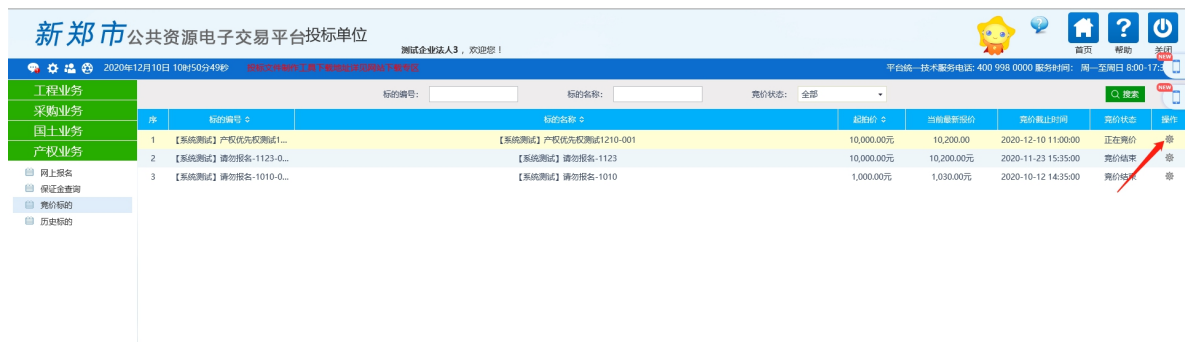 新郑市公共资源电子交易平台投标单位
测试企业法人3，欢迎您！
首页 帮助 关闭
2020年12月10日 10时50分49秒
平台统一技术服务电话: 400 998 0000 服务时间: 周一至周日 8:00-17:3
NEW
NEW
工程业务
采购业务
国土业务
产权业务
网上报名
保证金查询
竞价标的
历史标的
标的编号: 标的名称: 竞价状态: 全部 搜索
序 标的编号 标的名称 起始价 当前最新报价 竞价截止时间 竞价状态 操作
1 【系统测试】产权优先权测试1... 【系统测试】产权优先权测试1210-001 10,000.00元 10,200.00 2020-12-10 11:00:00 正在竞价
2 【系统测试】请勿报名-1123-0... 【系统测试】请勿报名-1123 10,000.00元 10,200.00元 2020-11-23 15:35:00 竞价结束
3 【系统测试】请勿报名-1010-0... 【系统测试】请勿报名-1010 1,000.00元 1,030.00元 2020-10-12 14:35:00 竞价结束